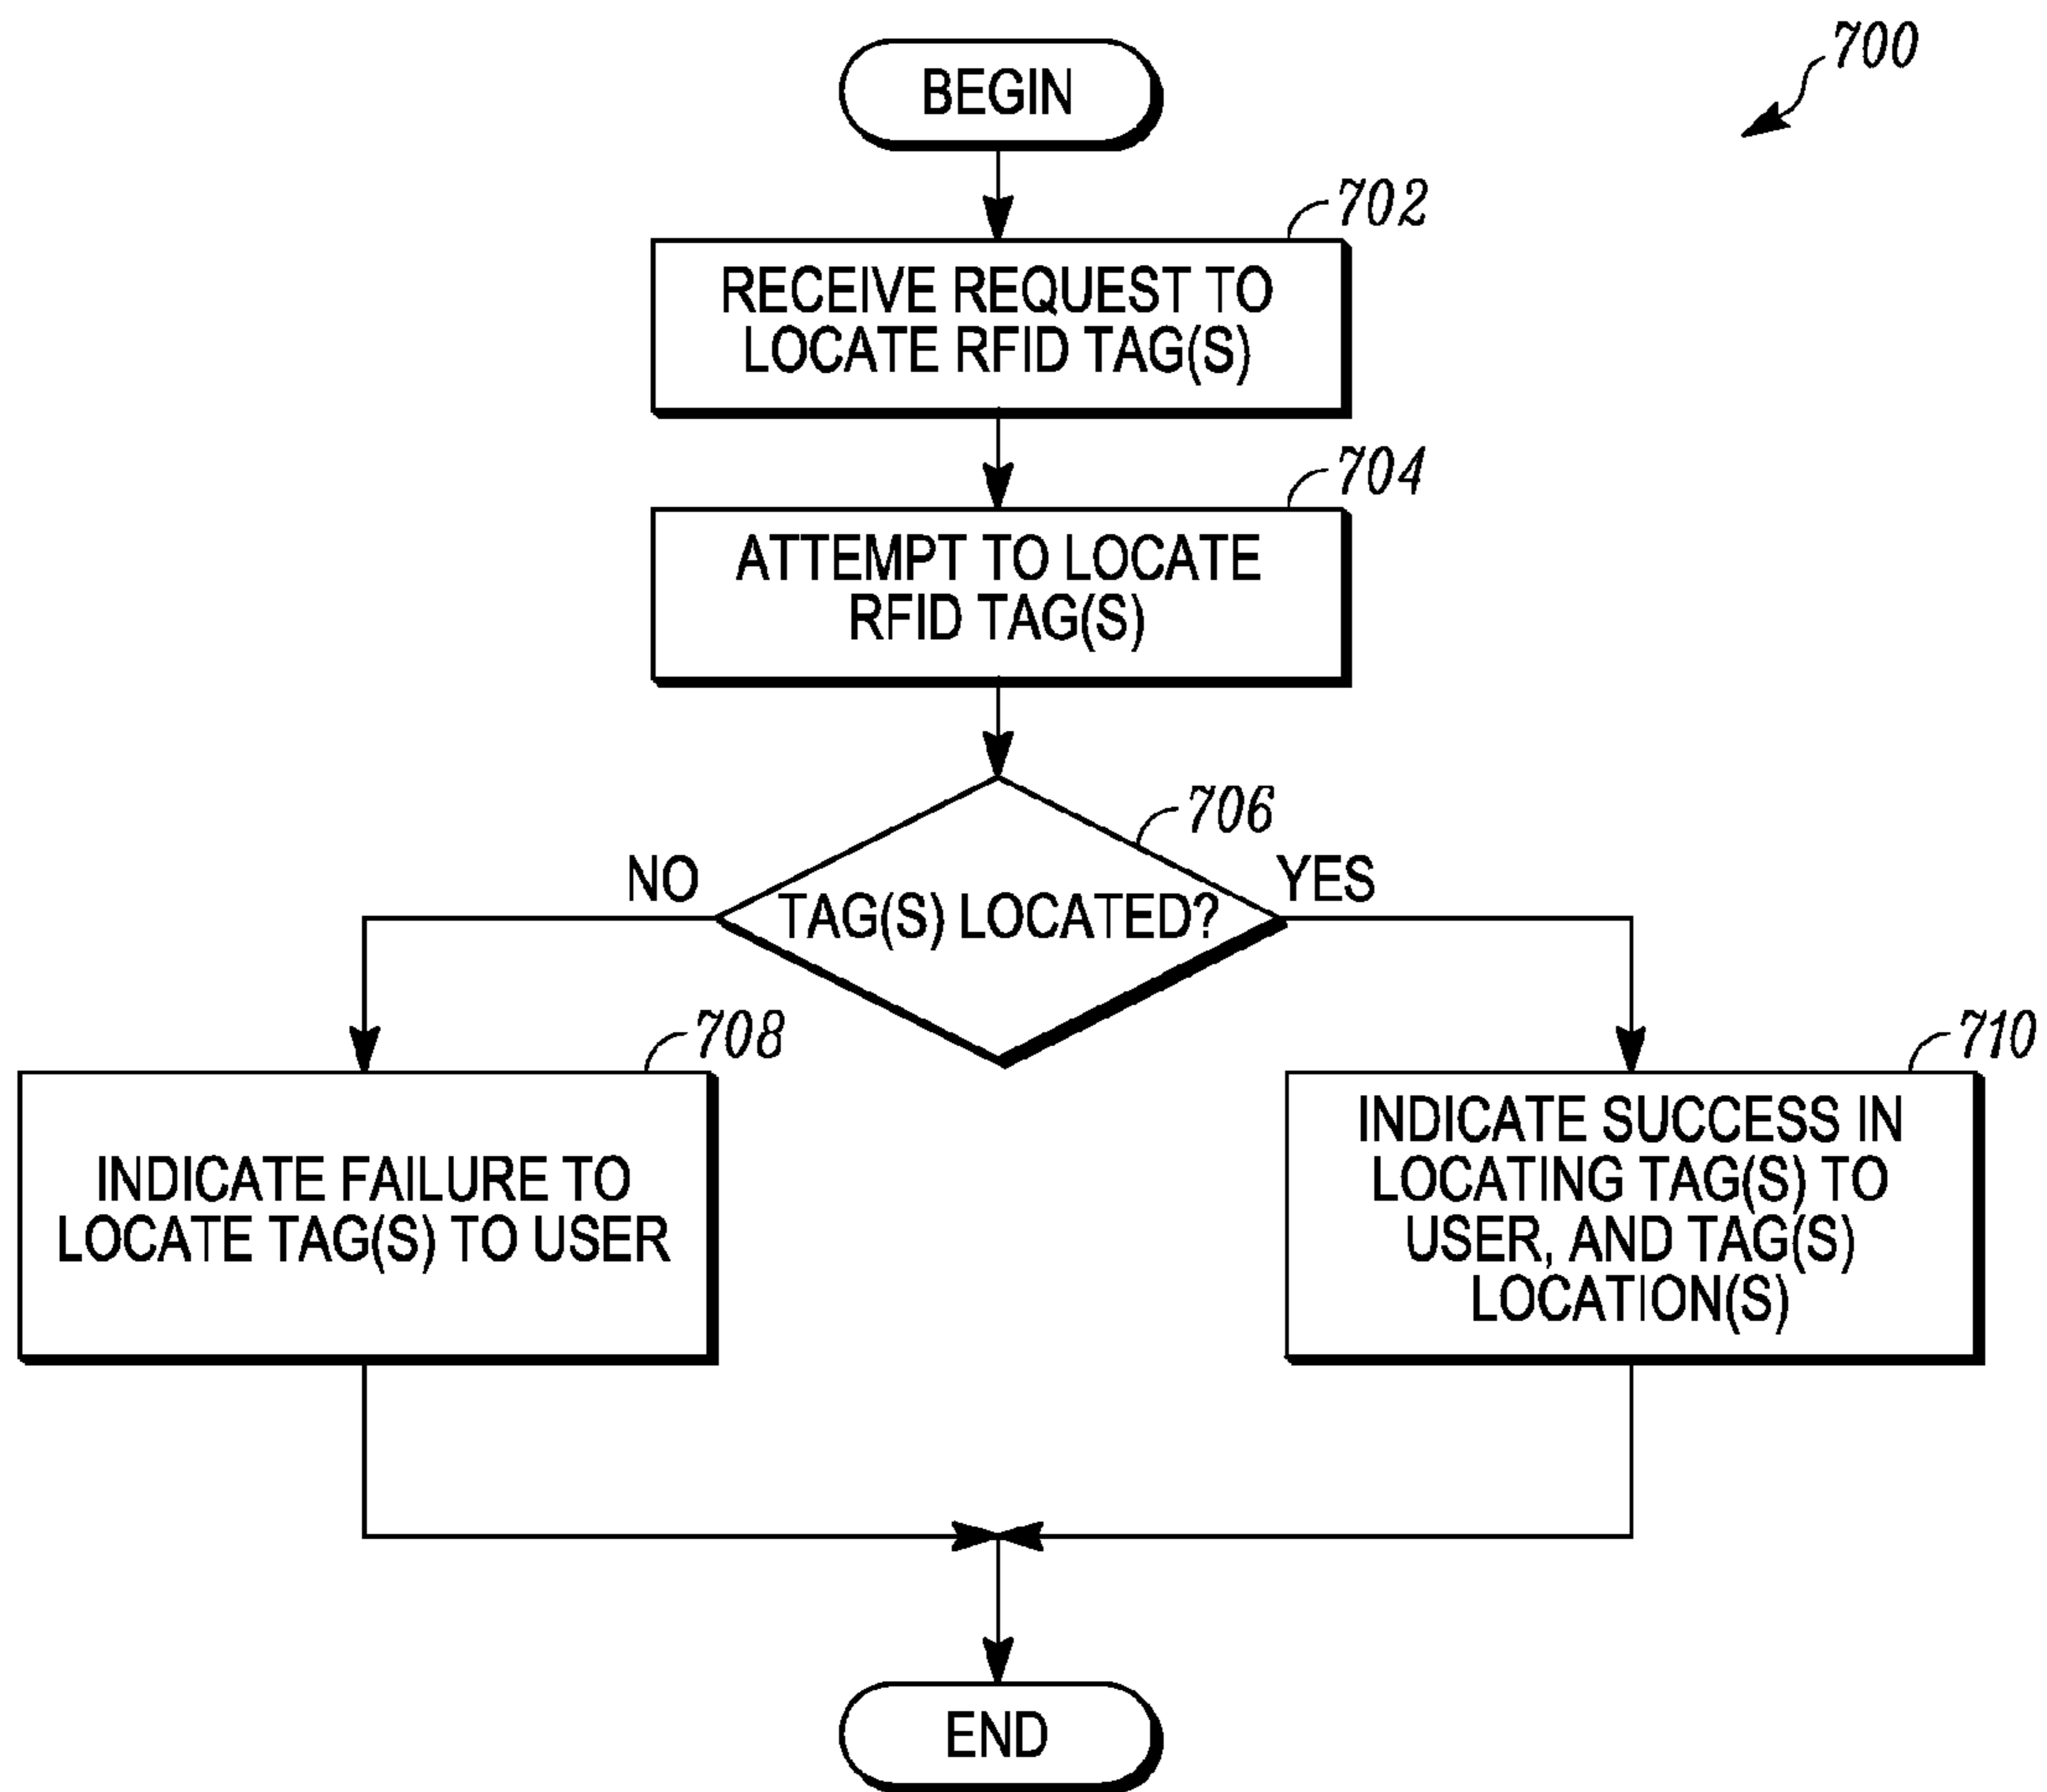 700
BEGIN
702
RECEIVE REQUEST TO
LOCATE RFID TAG(S)
704
ATTEMPT TO LOCATE
RFID TAG(S)
706
NO
YES
TAG(S) LOCATED?
708
INDICATE FAILURE TO
LOCATE TAG(S) TO USER
710
INDICATE SUCCESS IN
LOCATING TAG(S) TO
USER, AND TAG(S)
LOCATION(S)
END